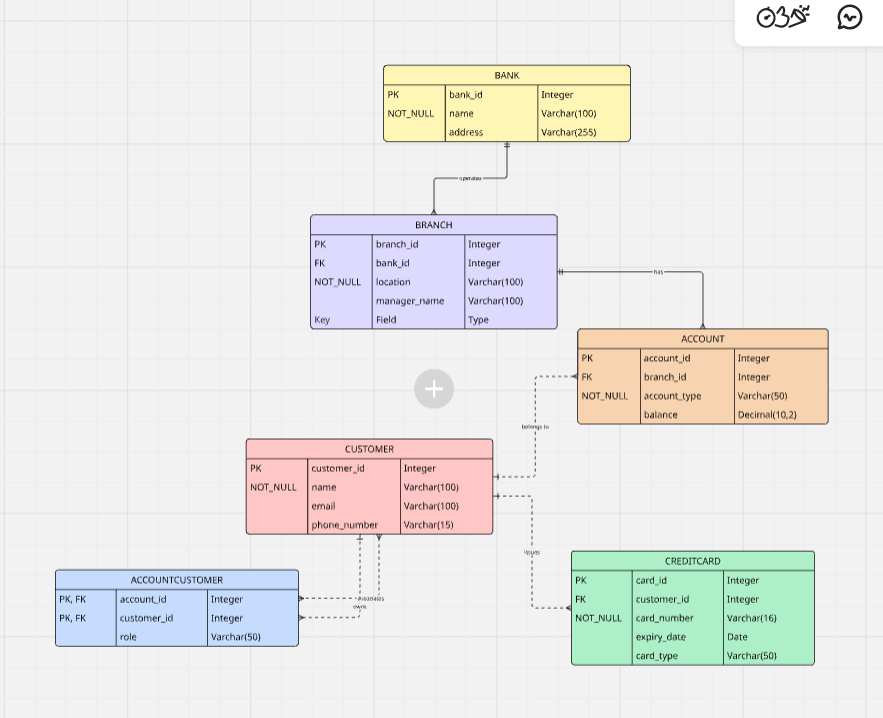 BANK
PK bank_id Integer
NOT_NULL name Varchar(100)
address Varchar(255)
operates
BRANCH
PK branch_id Integer
FK bank_id Integer
NOT_NULL location Varchar(100)
manager_name Varchar(100)
Key Field Type
has
ACCOUNT
PK account_id Integer
FK branch_id Integer
NOT_NULL account_type Varchar(50)
balance Decimal(10,2)
belongs to
CUSTOMER
PK customer_id Integer
NOT_NULL name Varchar(100)
email Varchar(100)
phone_number Varchar(15)
issues
CREDITCARD
PK card_id Integer
FK customer_id Integer
NOT_NULL card_number Varchar(16)
expiry_date Date
card_type Varchar(50)
ACCOUNTCUSTOMER
PK, FK account_id Integer
PK, FK customer_id Integer
role Varchar(50)